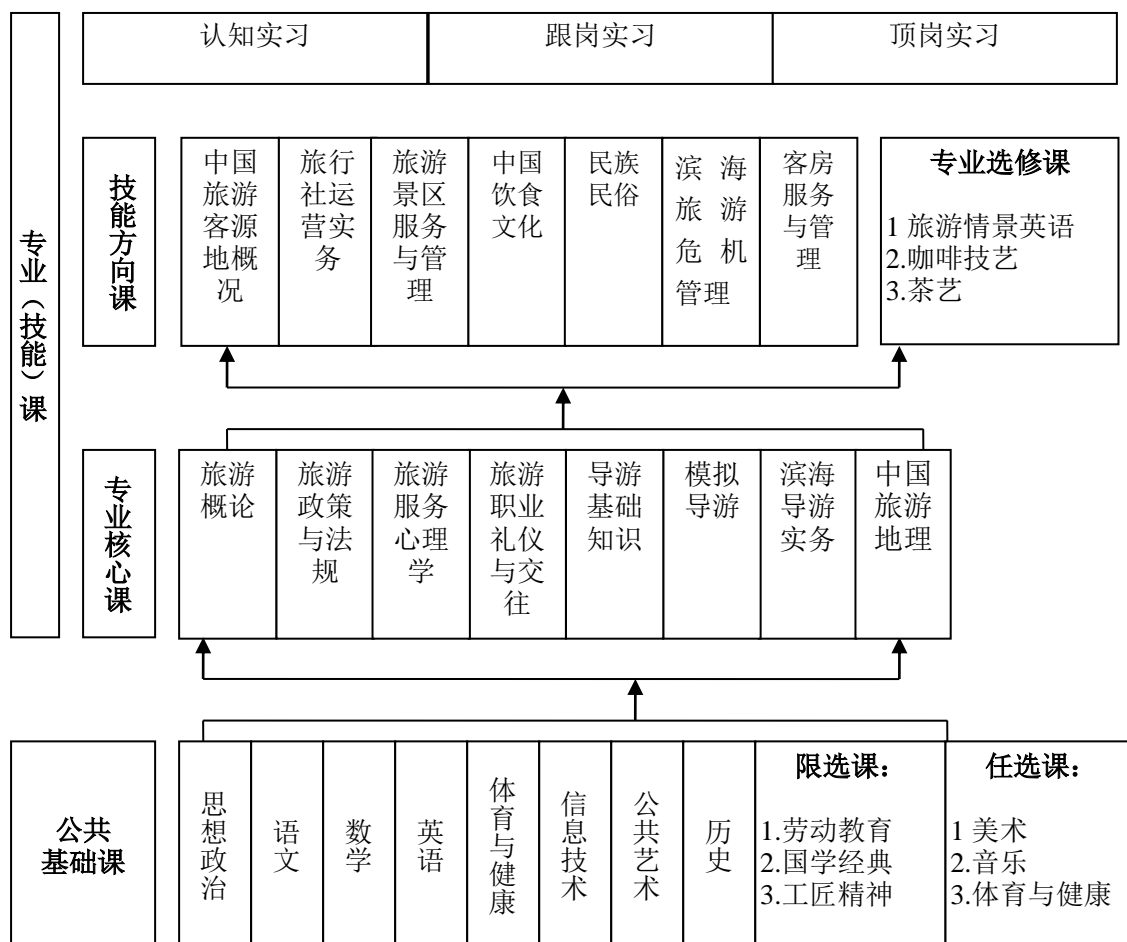 认知实习
跟岗实习
顶岗实习
专业（技能）课
技能方向课
中国
旅游
客源
地概
况
旅行
社运
营实
务
旅游
景区
服务
与管
理
中国
饮食
文化
民族
民俗
滨海
旅游
危机
管理
客房
服务
与管
理
专业选修课
1 旅游情景英语
2.咖啡技艺
3.茶艺
专业核心课
旅游
概论
旅游
政策
与法
规
旅游
服务
心理
学
旅游
职业
礼仪
与交
往
导游
基础
知识
模拟
导游
滨海
导游
实务
中国
旅游
地理
公共
基础课
思想政治
语文
数学
英语
体育与健康
信息技术
公共艺术
历史
限选课：
1.劳动教育
2.国学经典
3.工匠精神
任选课：
1 美术
2.音乐
3.体育与健康